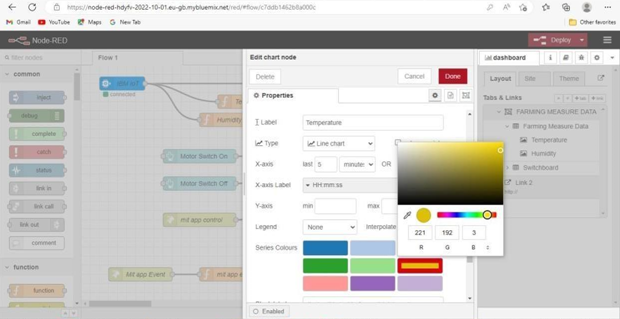 https://node-red-hdyfv-2022-10-01.eu-gb.mybluemix.net/red/#flow/c7ddb1462b8a000c
Gmail YouTube Maps New Tab Other favorites
Node-RED Deploy
filter nodes Flow 1 Edit chart node dashboard
common Delete Cancel Done Layout Site Theme
inject Properties Tabs & Links
debug connected FARMING MEASURE DATA
complete Humidity Label Temperature Farming Measure Data
catch Type Line chart Temperature
status Motor Switch On X-axis last 5 minutes OR Humidity
link in Motor Switch Off X-axis Label HH:mm:ss Switchboard
link call Y-axis min max Link 2
link out mit app control Legend None Interpolate
comment Series Colours 221 192 3
R G B
function Mit app Event
function Enabled